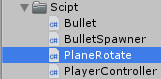 Scipt
Bullet
BulletSpawner
PlaneRotate
PlayerController